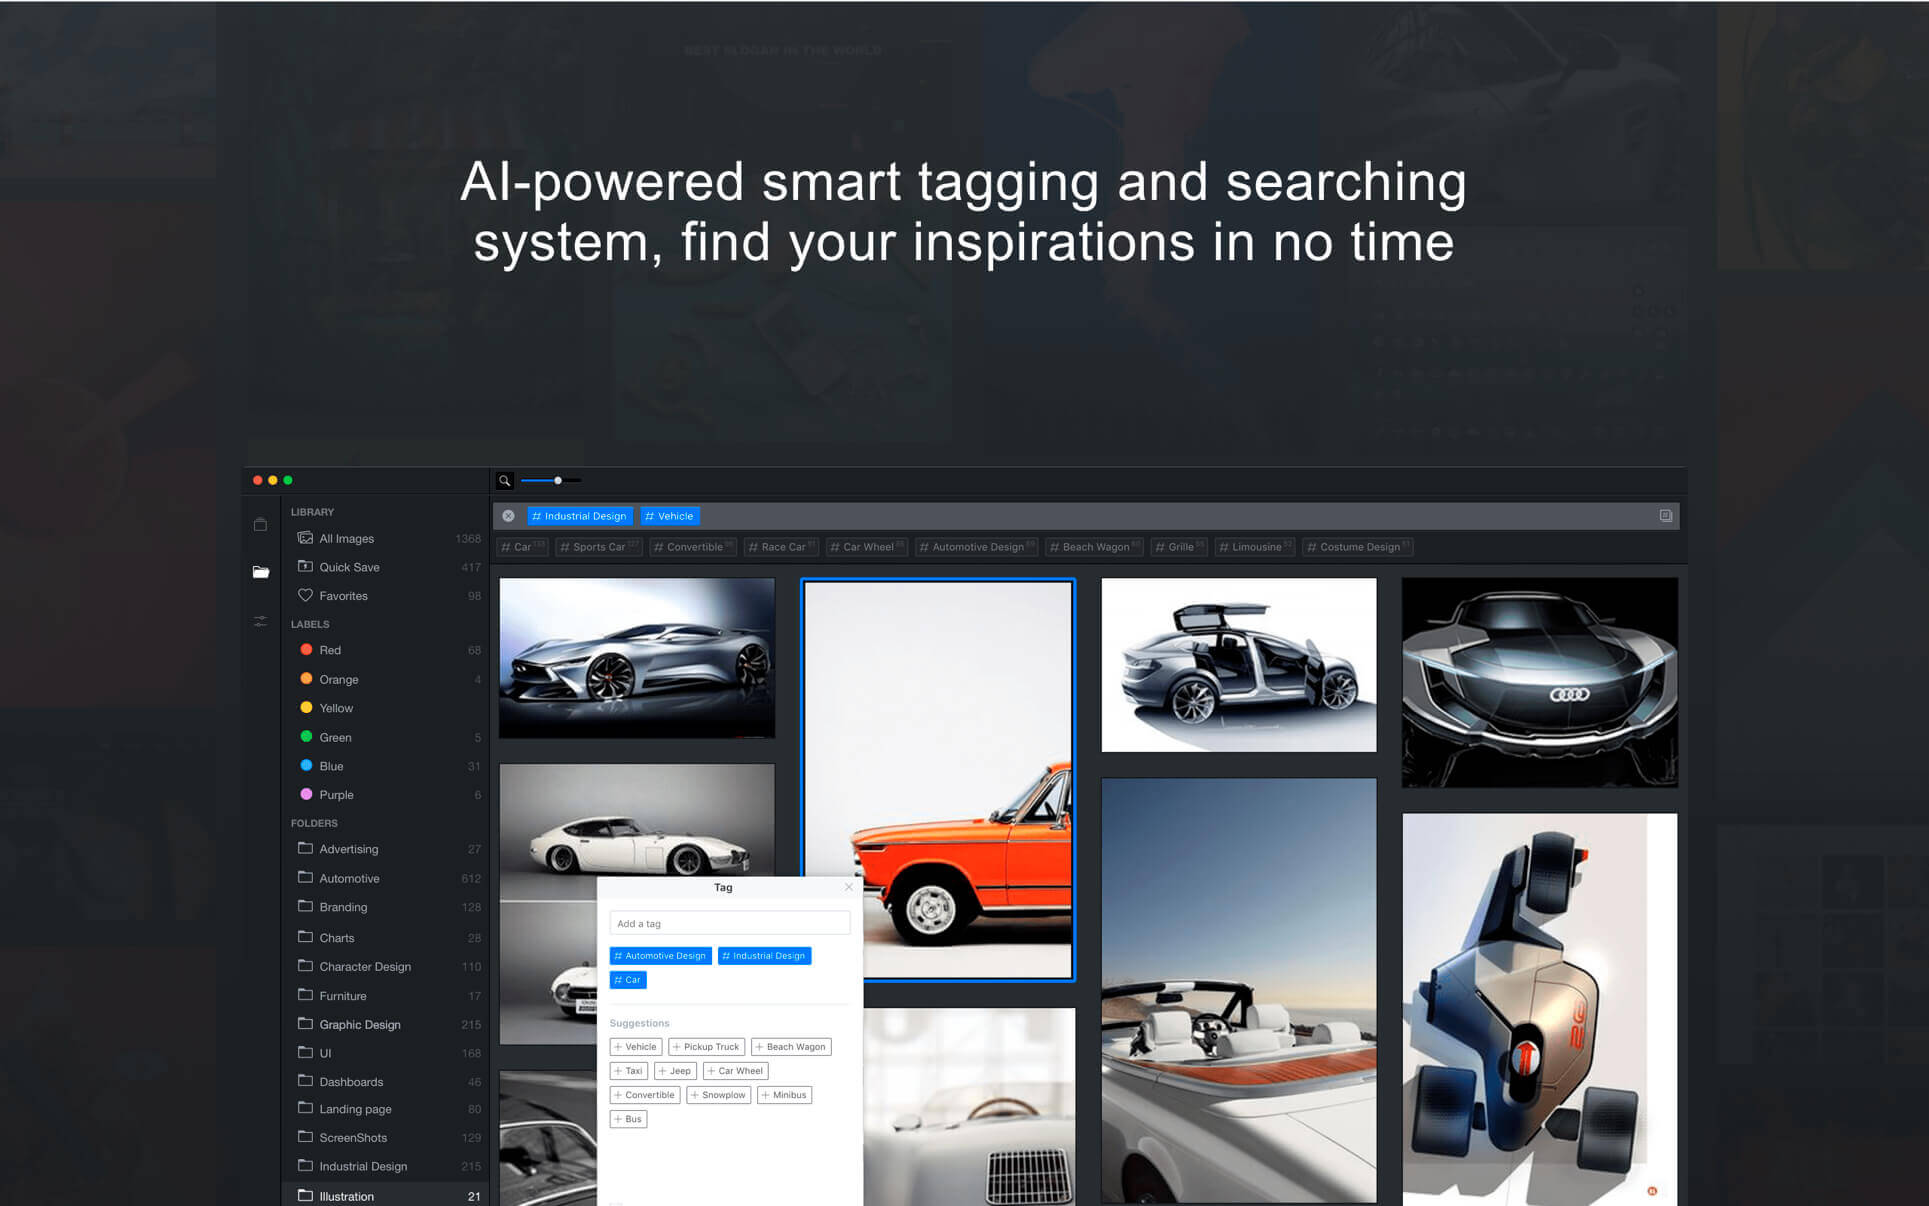 BEST SLOGAN IN THE WORLD
AI-powered smart tagging and searching
system, find your inspirations in no time
LIBRARY
All Images 1368
Quick Save 417
Favorites 98
LABELS
Red 68
Orange 4
Yellow
Green 5
Blue 31
Purple 6
FOLDERS
Advertising 27
Automotive 612
Branding 128
Charts 28
Character Design 110
Furniture 17
Graphic Design 215
UI 168
Dashboards 46
Landing page 80
ScreenShots 129
Industrial Design 215
Illustration 21
# Industrial Design # Vehicle
# Car # Sports Car # Convertible # Race Car # Car Wheel # Automotive Design # Beach Wagon # Grille # Limousine # Costume Design
Tag
Add a tag
# Automotive Design # Industrial Design
# Car
Suggestions
+ Vehicle + Pickup Truck + Beach Wagon
+ Taxi + Jeep + Car Wheel
+ Convertible + Snowplow + Minibus
+ Bus